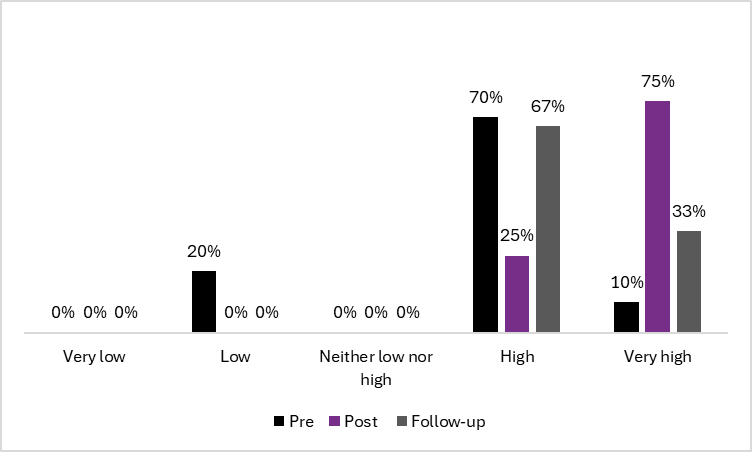 75%
70%
67%
33%
25%
20%
10%
0% 0% 0%
0% 0%
0% 0% 0%
Very low
Low
Neither low nor
high
High
Very high
Pre
Post
Follow-up